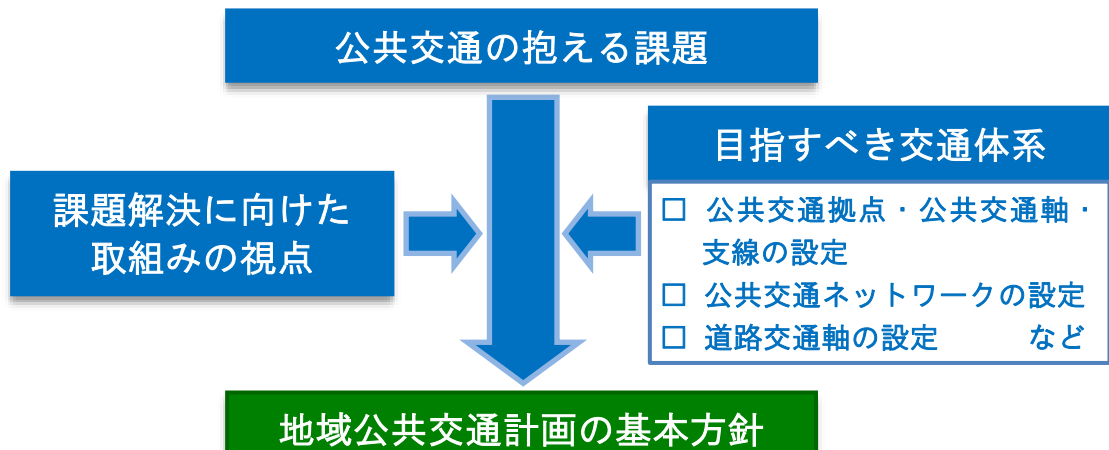 公共交通の抱える課題
目指すべき交通体系
□ 公共交通拠点・公共交通軸・
支線の設定
□ 公共交通ネットワークの設定
□ 道路交通軸の設定 など
課題解決に向けた
取組みの視点
地域公共交通計画の基本方針